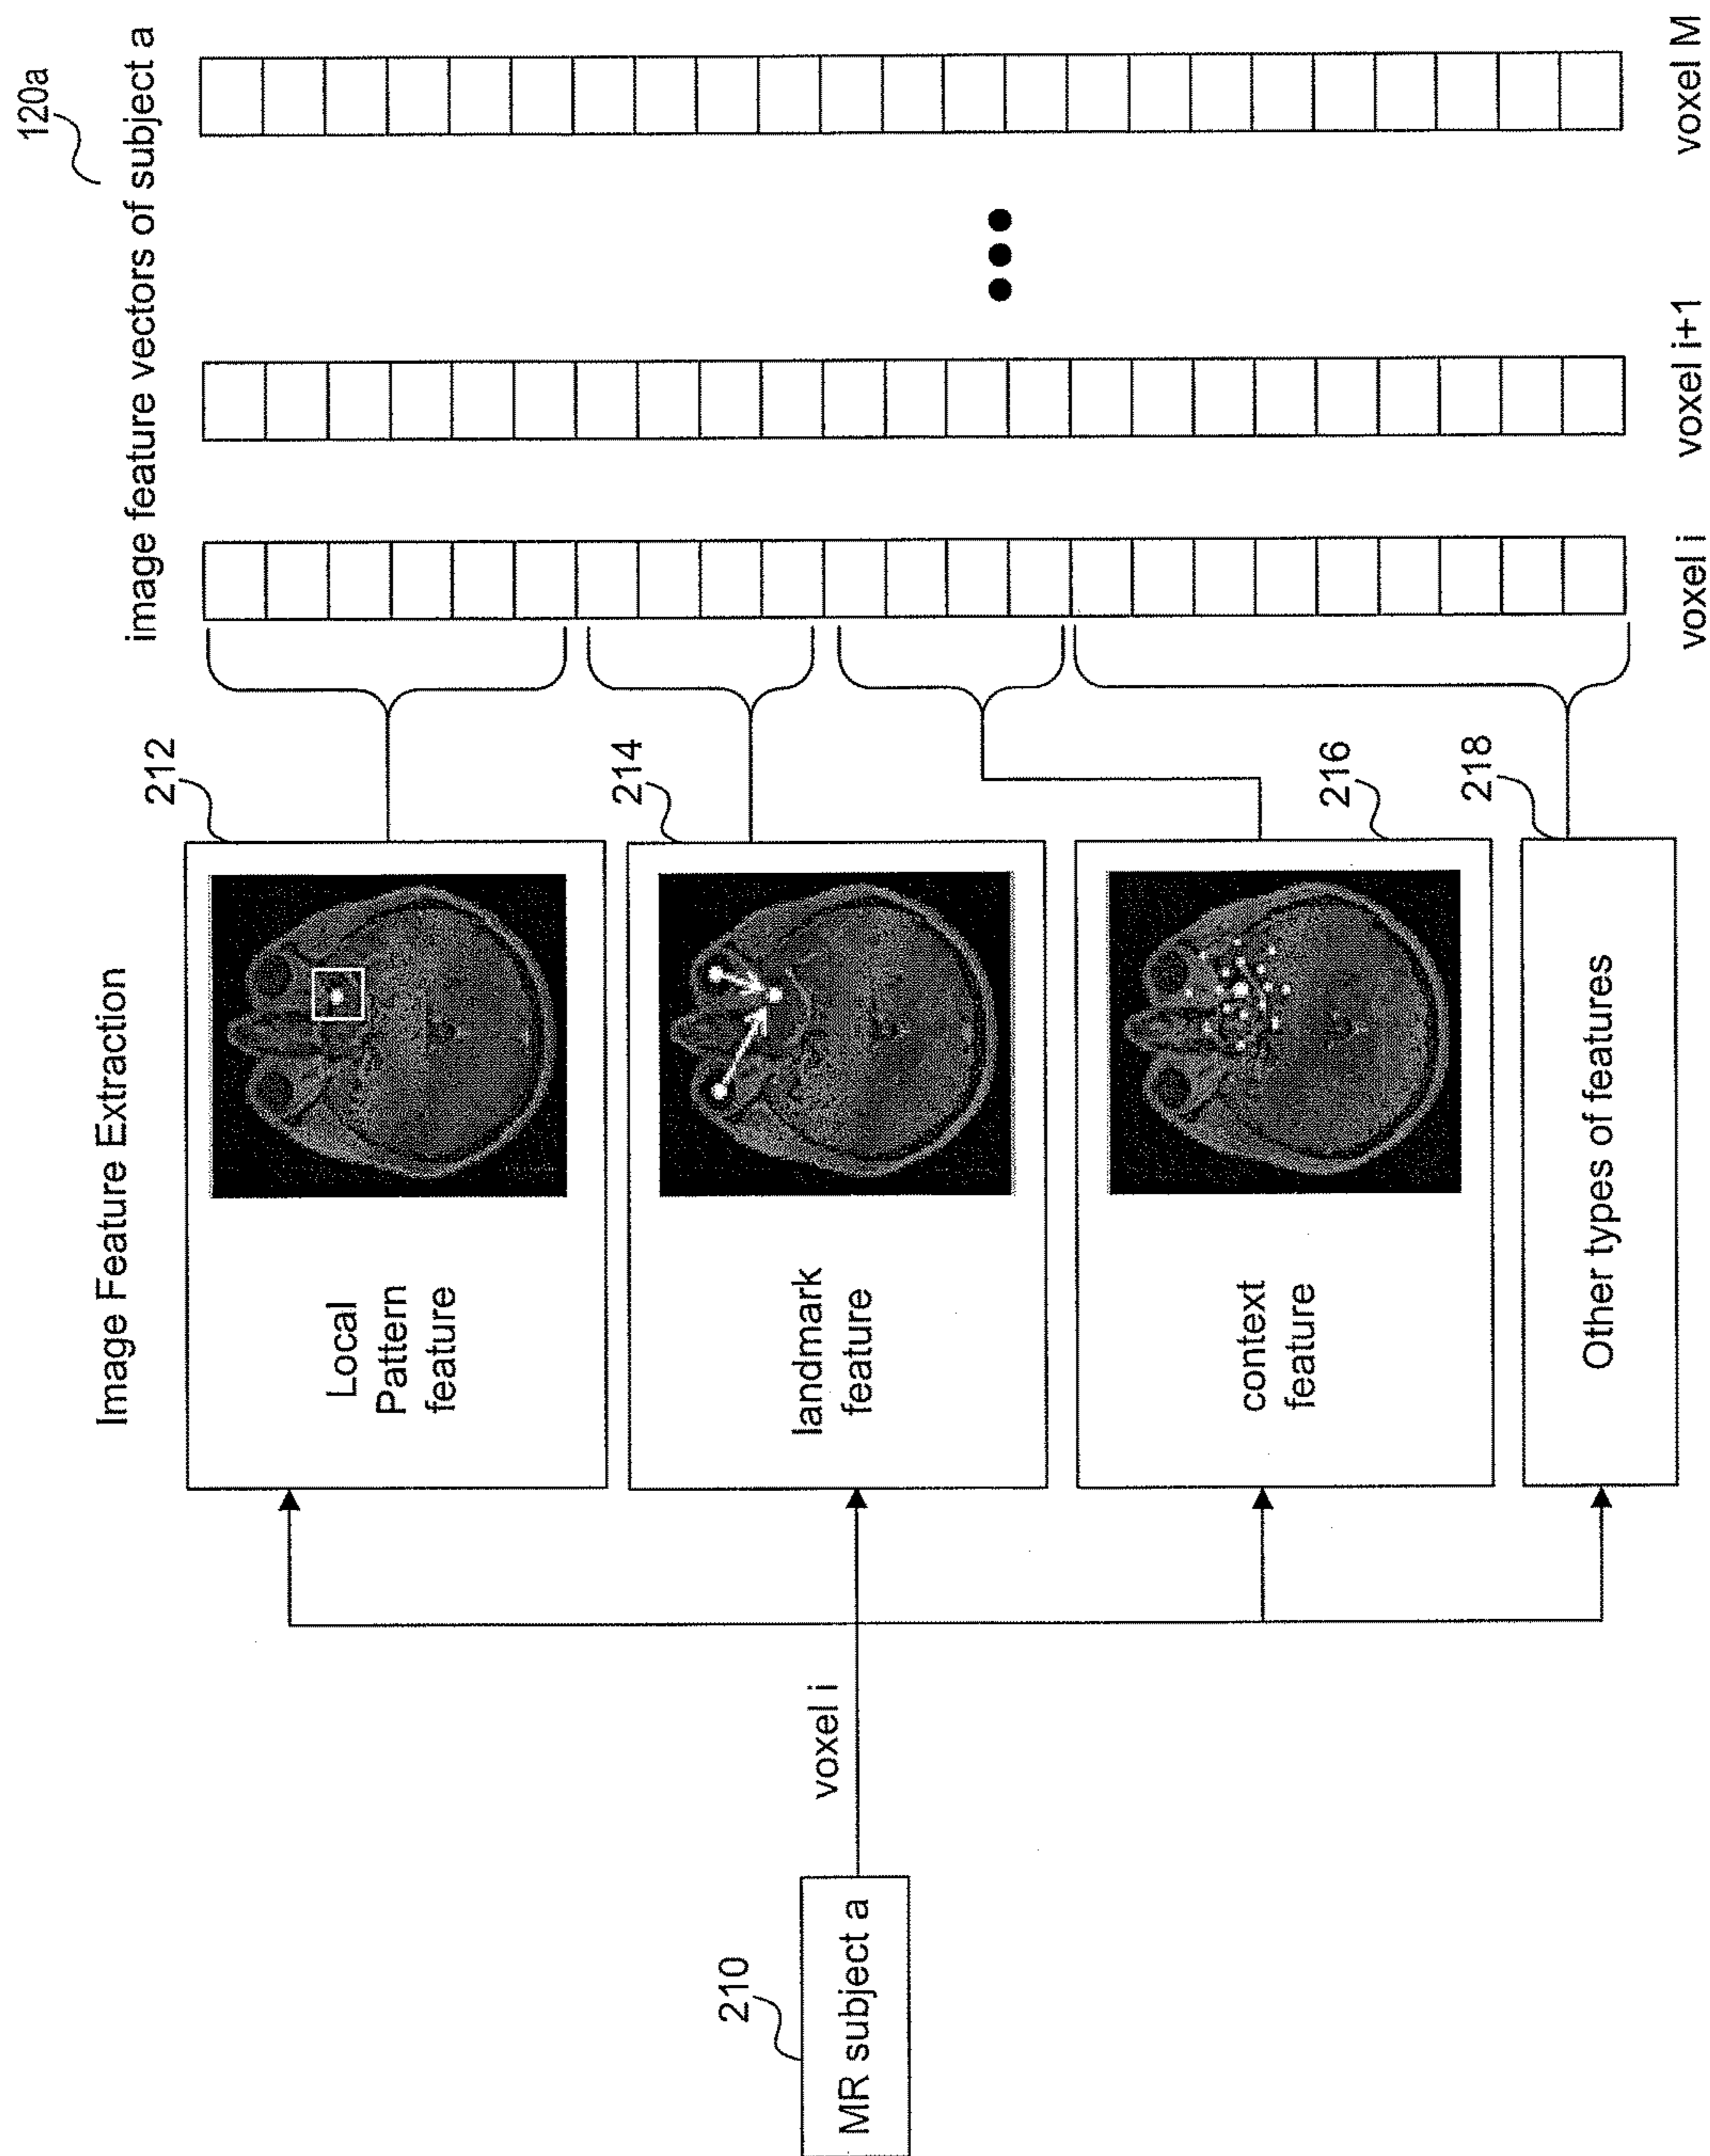 Image Feature Extraction
120a
image feature vectors of subject a
210
MR subject a
voxel i
212
Local
Pattern
feature
214
landmark
feature
216
context
feature
218
Other types of features
voxel i
voxel i+1
voxel M